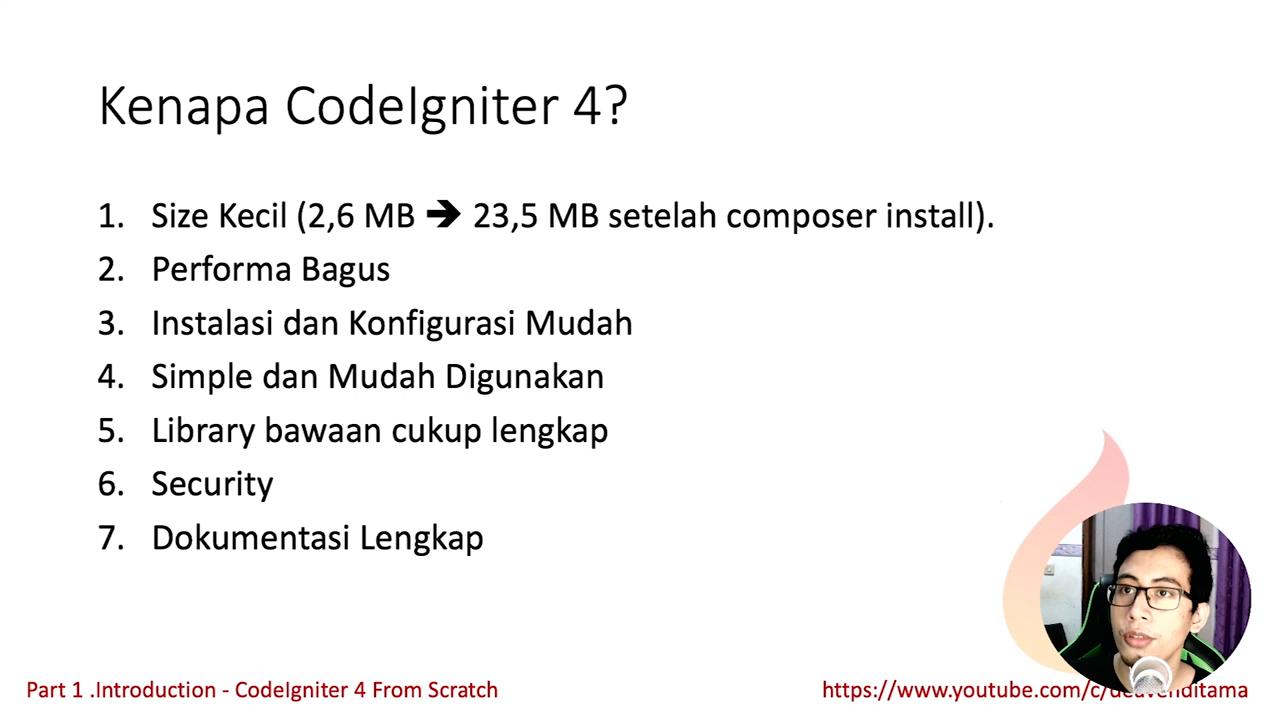 Kenapa CodeIgniter 4?
1. Size Kecil (2,6 MB ➔ 23,5 MB setelah composer install).
2. Performa Bagus
3. Instalasi dan Konfigurasi Mudah
4. Simple dan Mudah Digunakan
5. Library bawaan cukup lengkap
6. Security
7. Dokumentasi Lengkap
Part 1 .Introduction - CodeIgniter 4 From Scratch
https://www.youtube.com/c/deavenditama